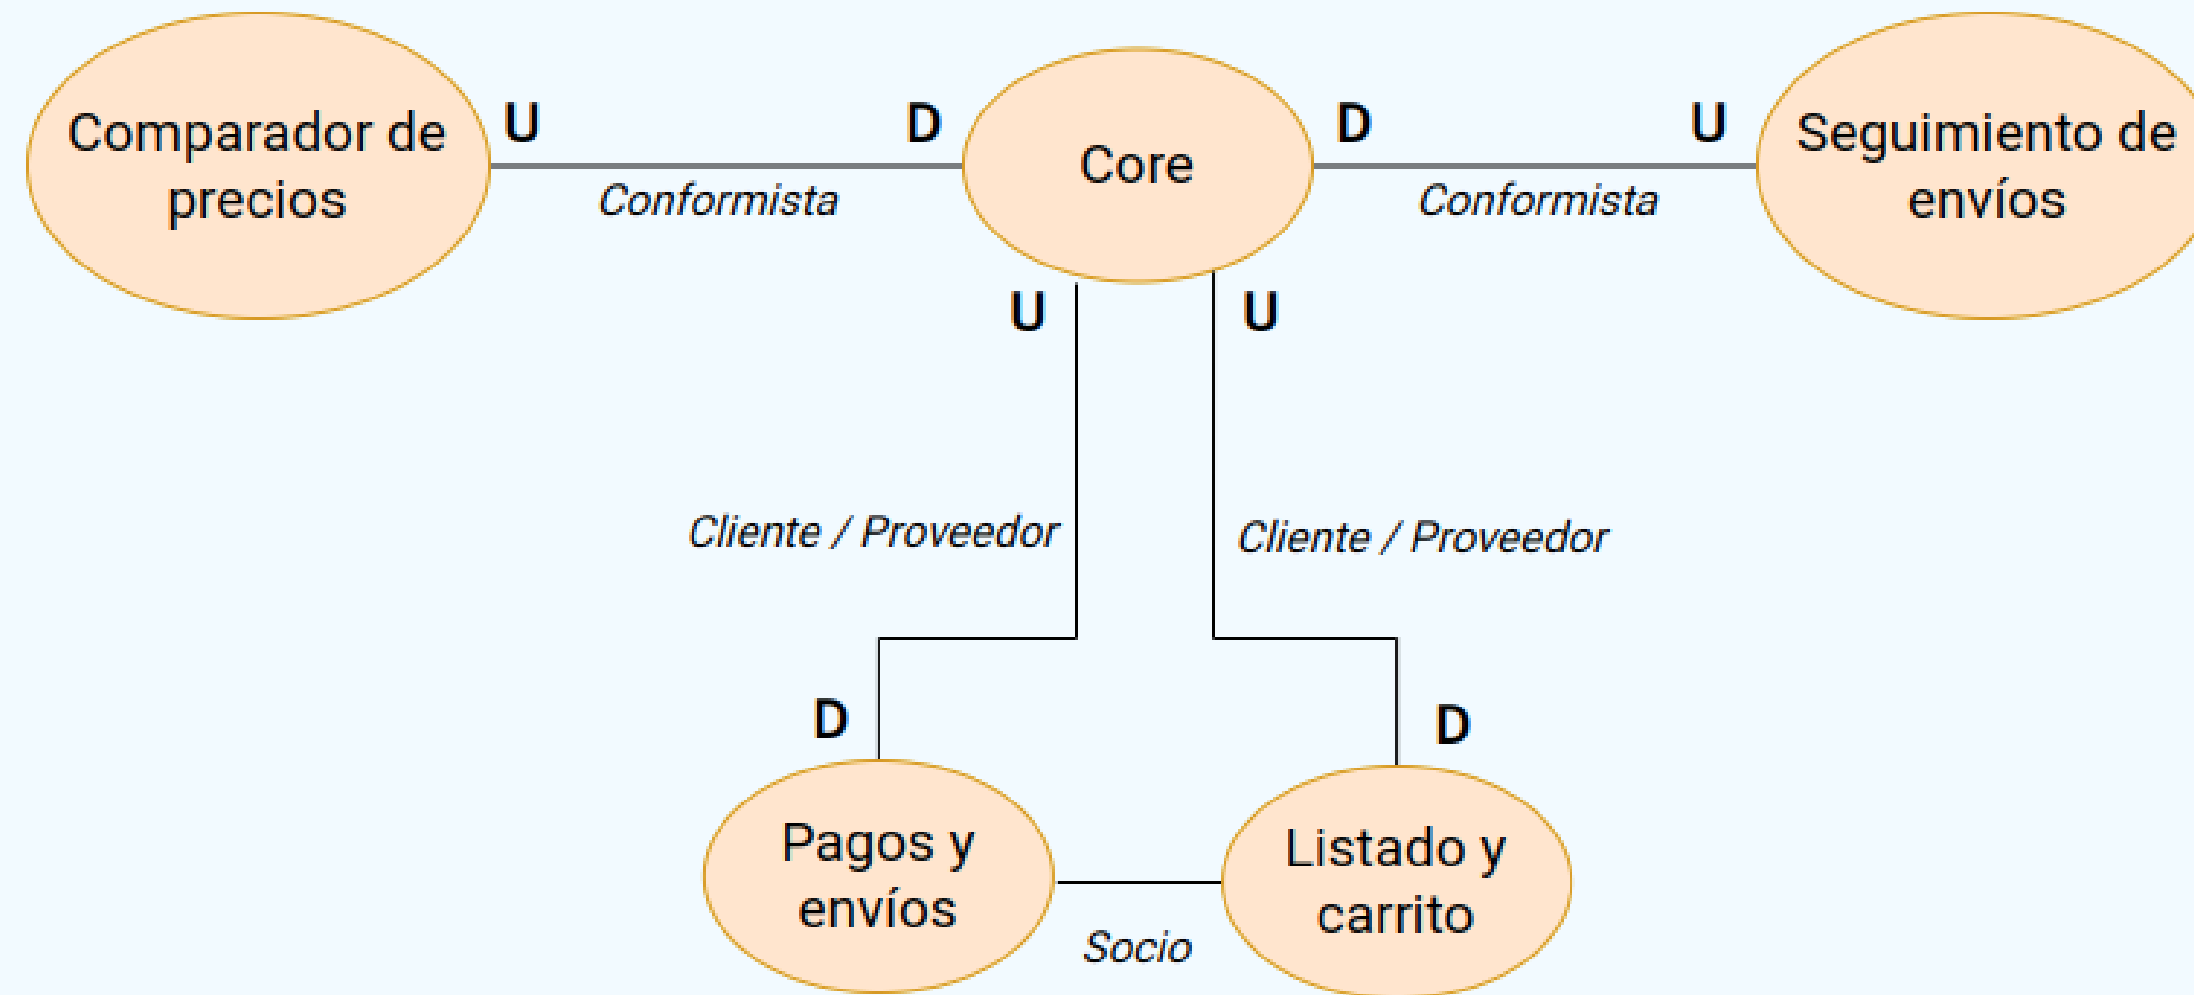 Comparador de
precios
U
D
Conformista
Core
D
U
Conformista
Seguimiento de
envíos
U
U
Cliente / Proveedor
Cliente / Proveedor
D
D
Pagos y
envíos
Socio
Listado y
carrito